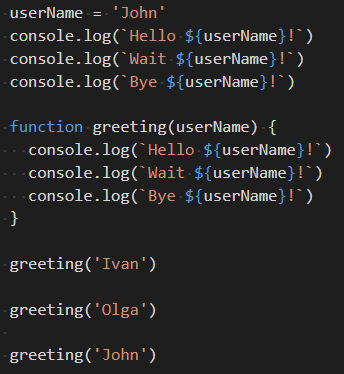 userName = 'John'
console.log(`Hello ${userName}!`)
console.log(`Wait ${userName}!`)
console.log(`Bye ${userName}!`)

function greeting(userName) {
  console.log(`Hello ${userName}!`)
  console.log(`Wait ${userName}!`)
  console.log(`Bye ${userName}!`)
}

greeting('Ivan')

greeting('Olga')

greeting('John')